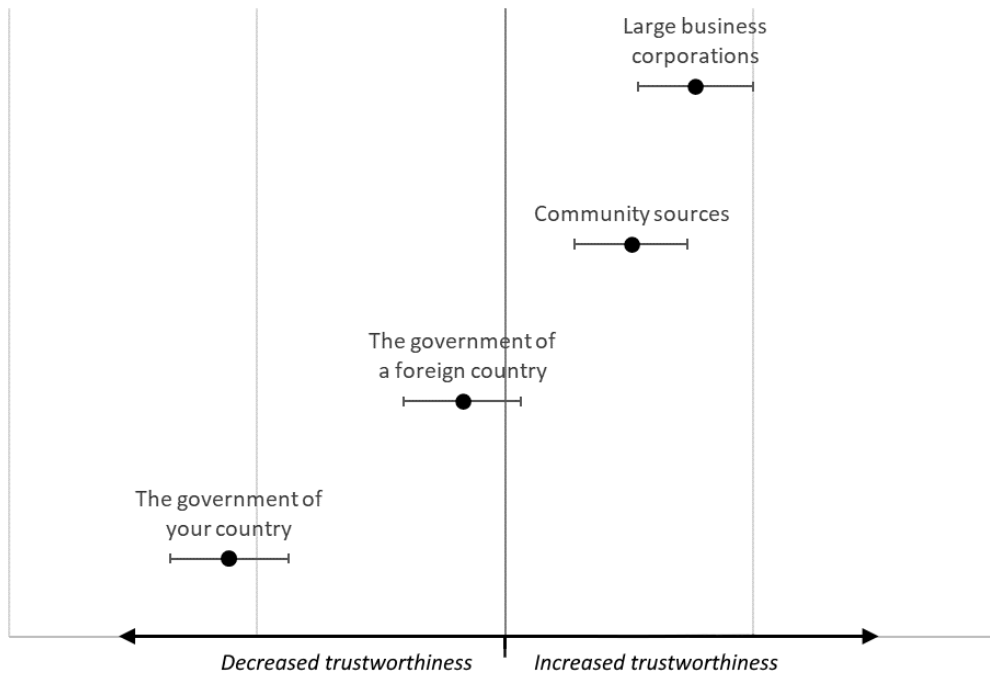 Large business
corporations
Community sources
The government of
a foreign country
The government of
your country
Decreased trustworthiness
Increased trustworthiness